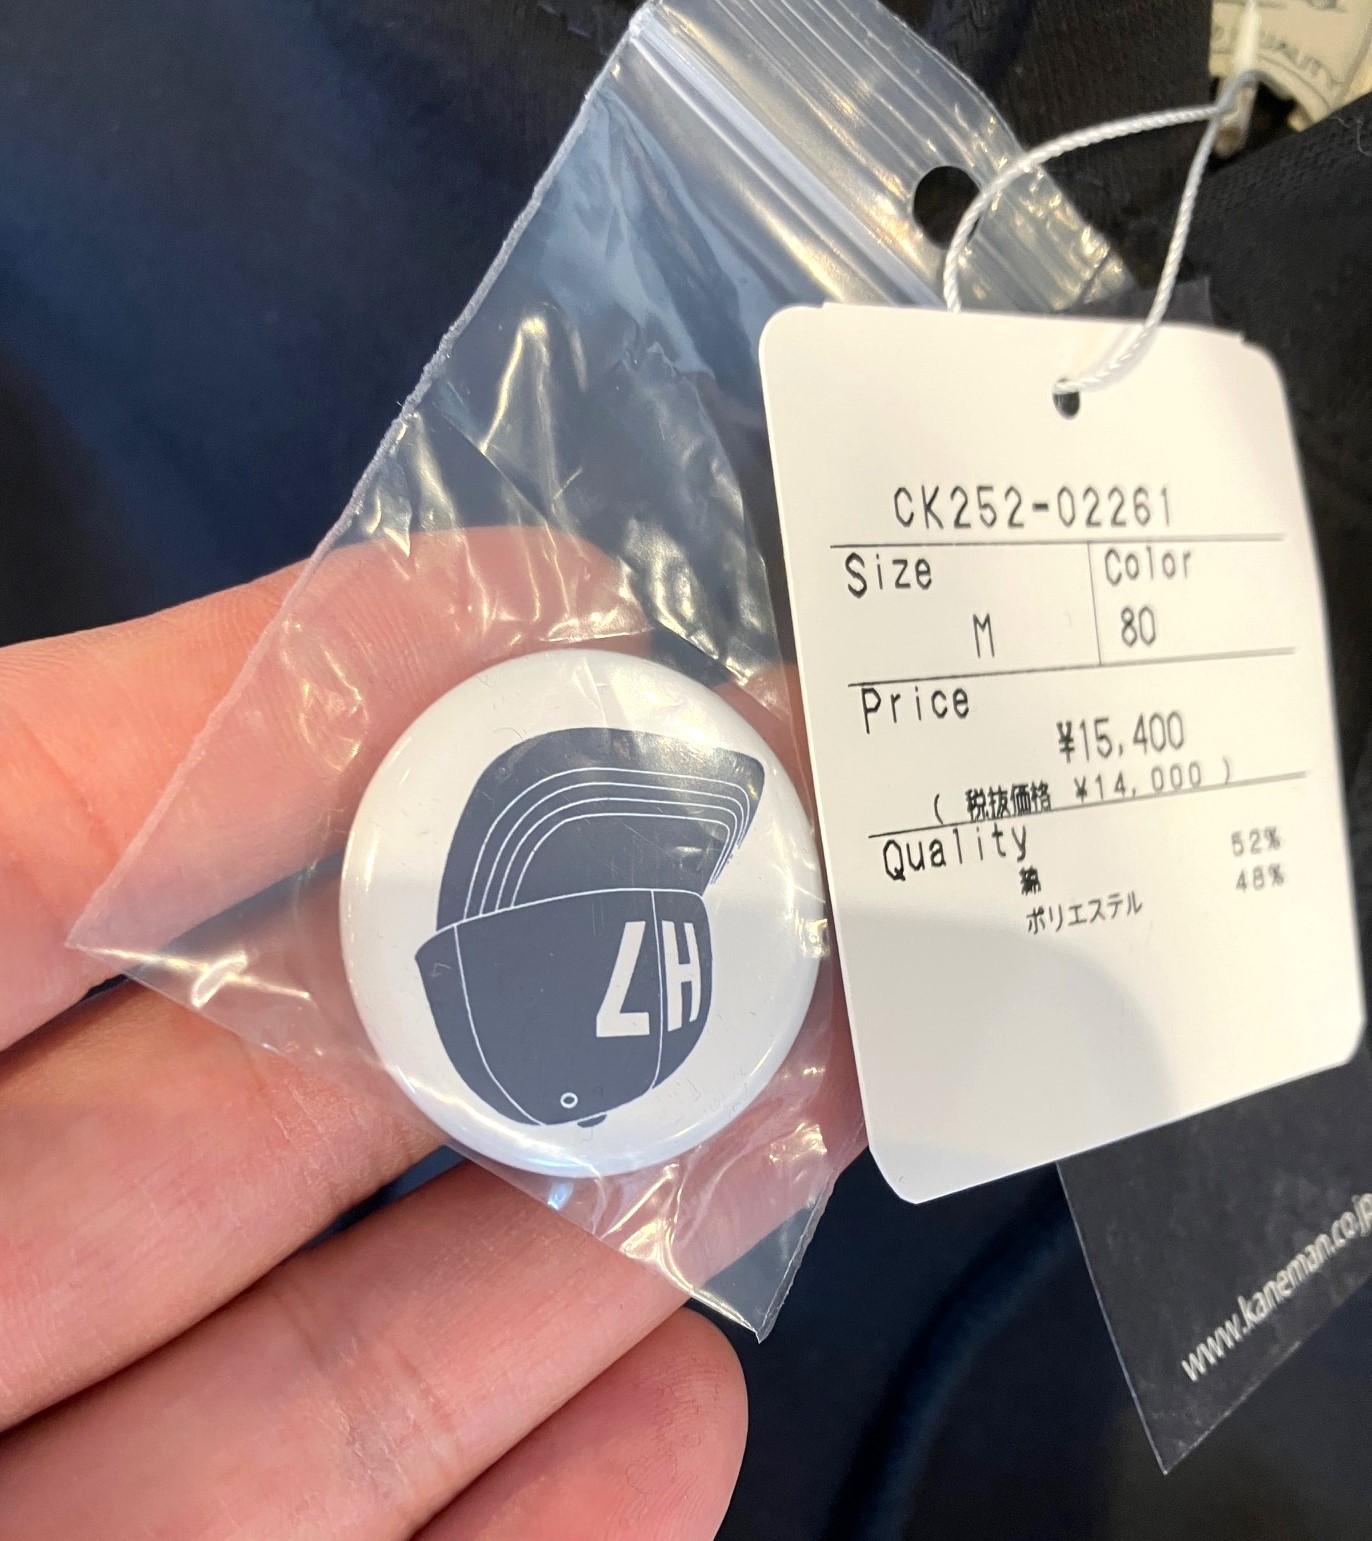 UALITY
CK252-02261
Size
Color
M
80
Price
¥15,400
( 税抜価格 ¥14,000 )
Quality
綿
52%
ポリエステル
48%
LH
www.kaneman.co.jp